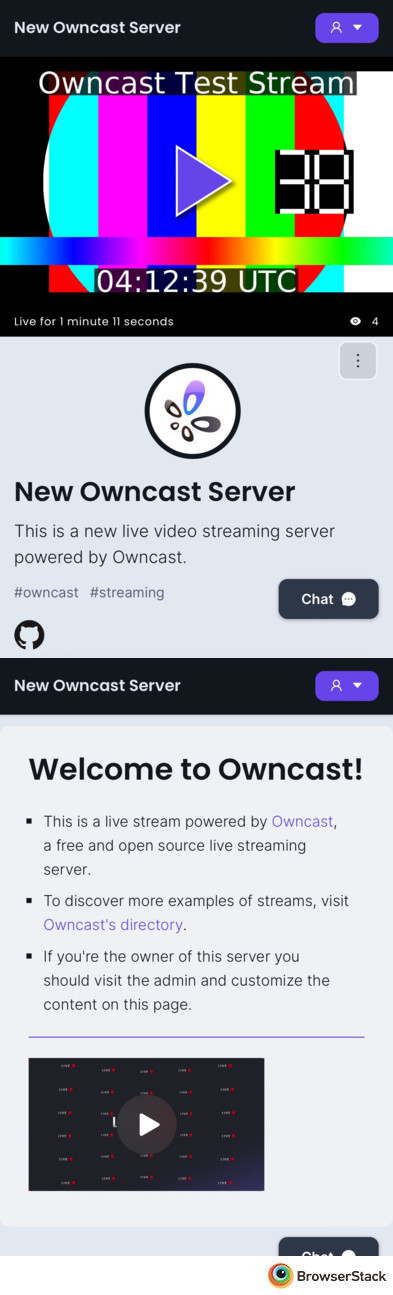 New Owncast Server
Owncast Test Stream
38
04:12:39 UTC
Live for 1 minute 11 seconds
4
New Owncast Server
This is a new live video streaming server
powered by Owncast.
#owncast #streaming
Chat
New Owncast Server
Welcome to Owncast!
This is a live stream powered by Owncast,
a free and open source live streaming
server.
To discover more examples of streams, visit
Owncast's directory.
If you're the owner of this server you
should visit the admin and customize the
content on this page.
Chat
BrowserStack